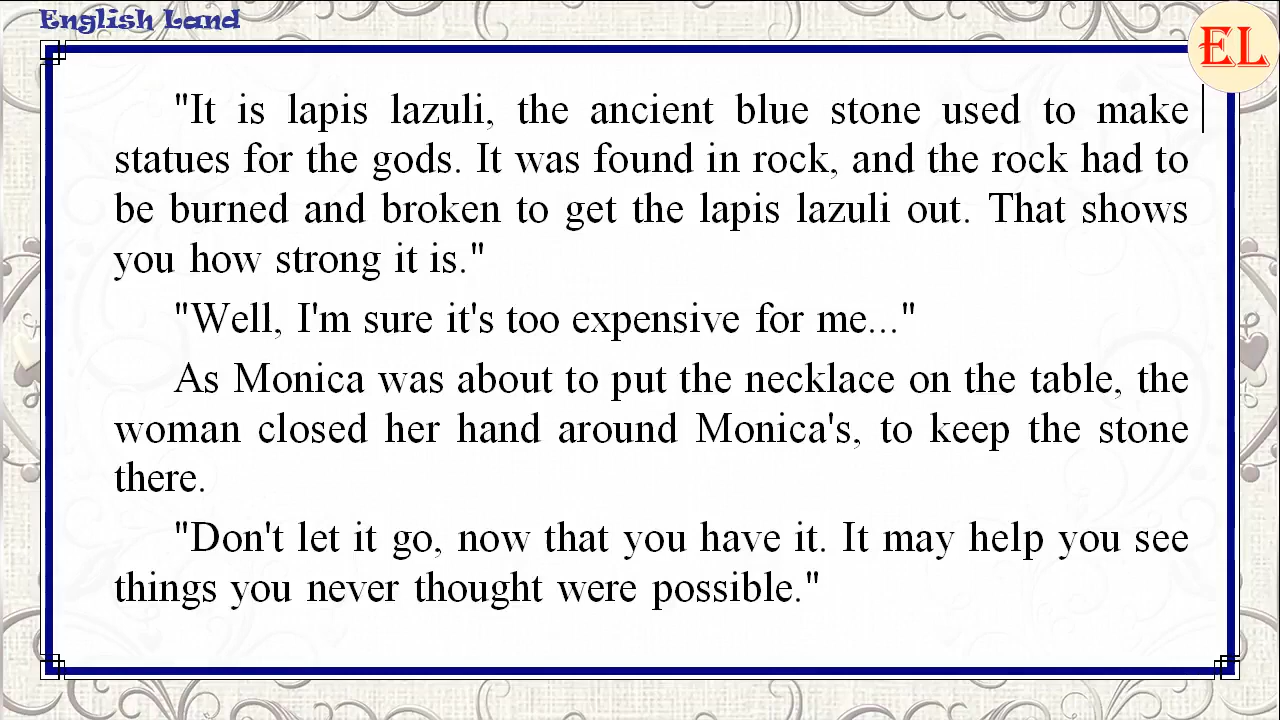 English Land
EL
"It is lapis lazuli, the ancient blue stone used to make
statues for the gods. It was found in rock, and the rock had to
be burned and broken to get the lapis lazuli out. That shows
you how strong it is."
"Well, I'm sure it's too expensive for me..."
As Monica was about to put the necklace on the table, the
woman closed her hand around Monica's, to keep the stone
there.
"Don't let it go, now that you have it. It may help you see
things you never thought were possible."